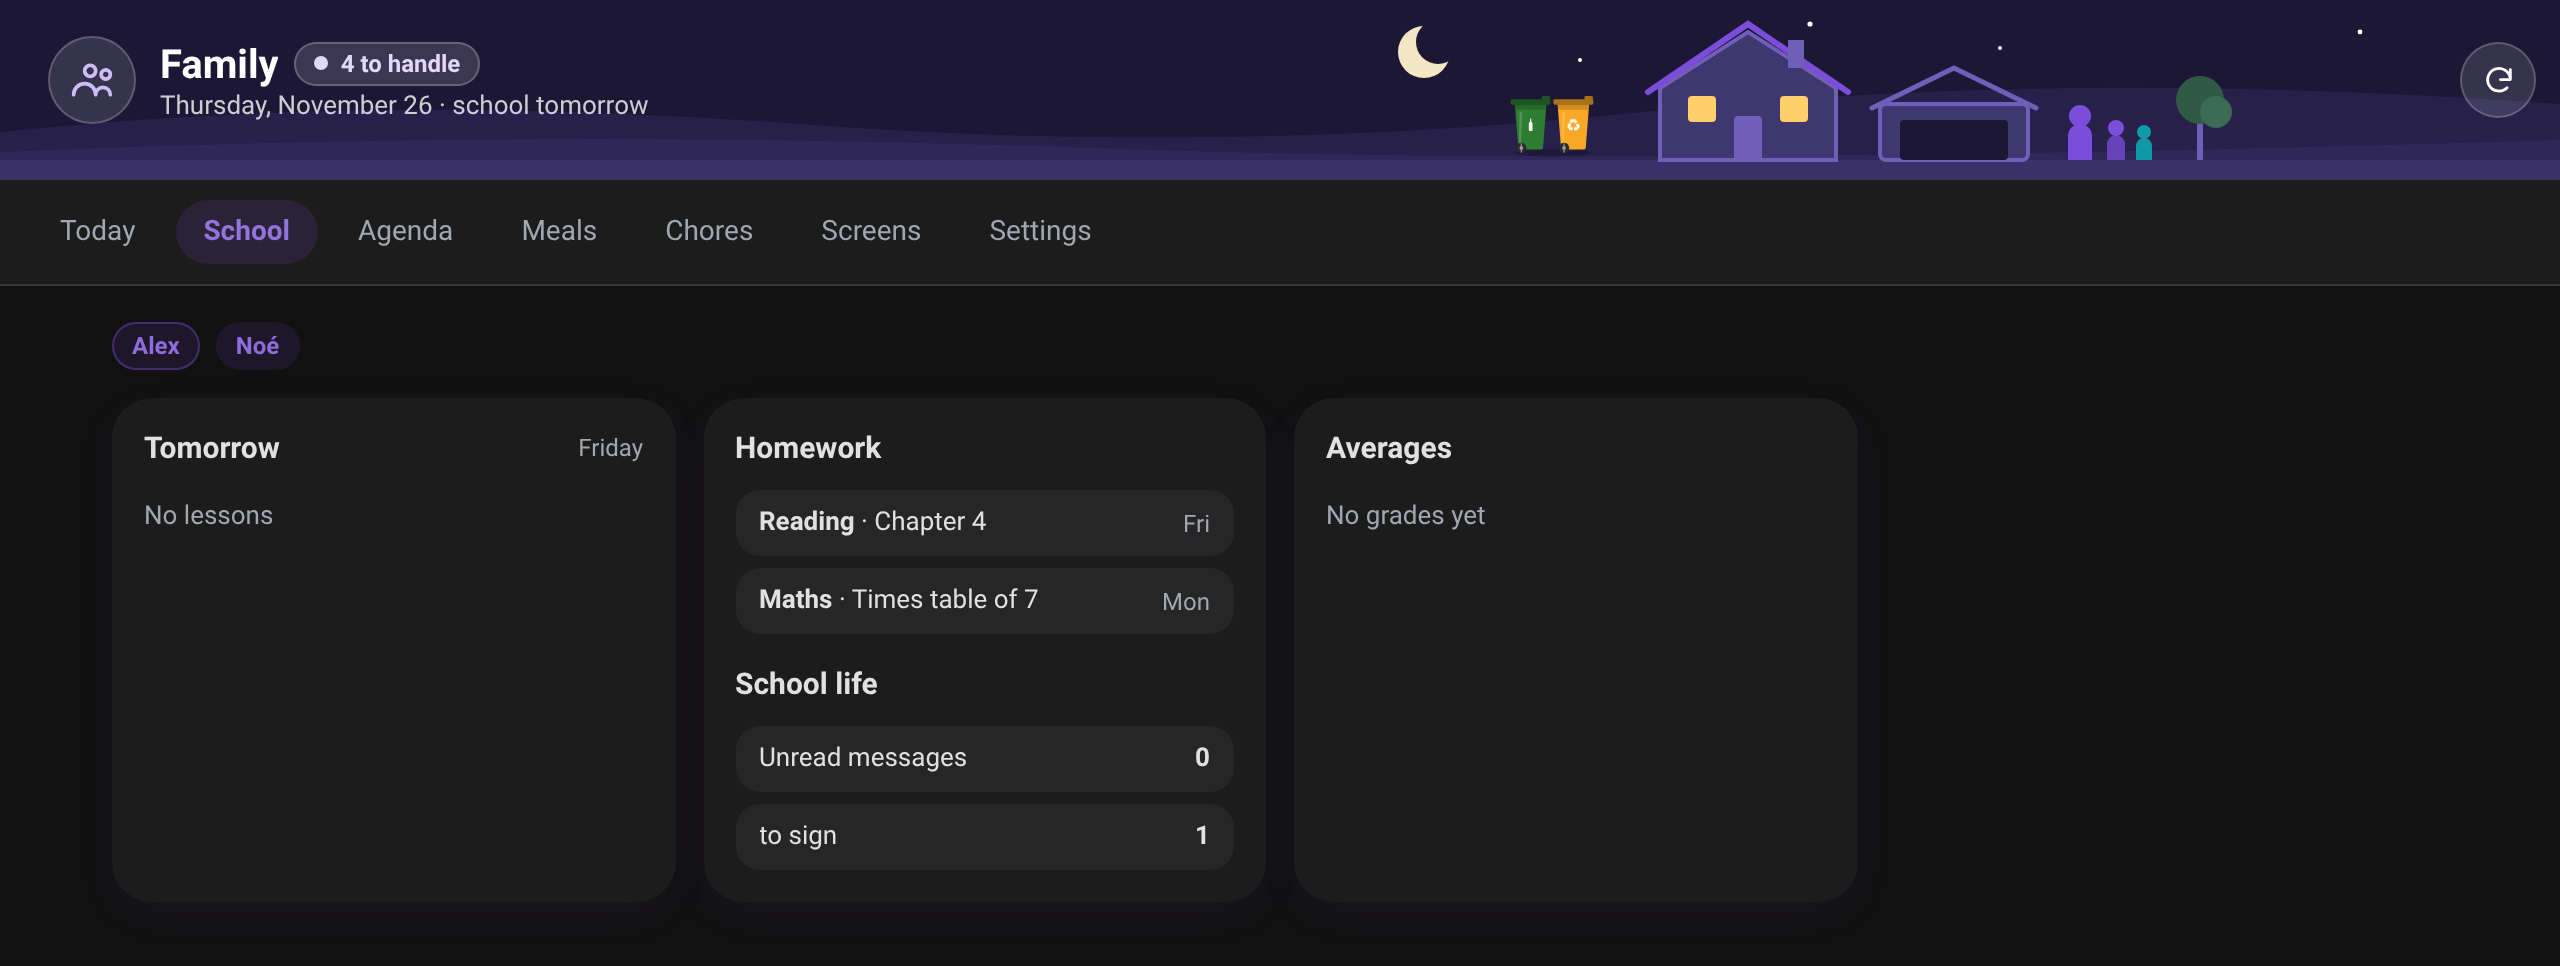 Family
4 to handle
Thursday, November 26 · school tomorrow
Today
School
Agenda
Meals
Chores
Screens
Settings
Alex
Noé
Tomorrow
Friday
No lessons
Homework
Reading · Chapter 4
Fri
Maths · Times table of 7
Mon
School life
Unread messages
0
to sign
1
Averages
No grades yet